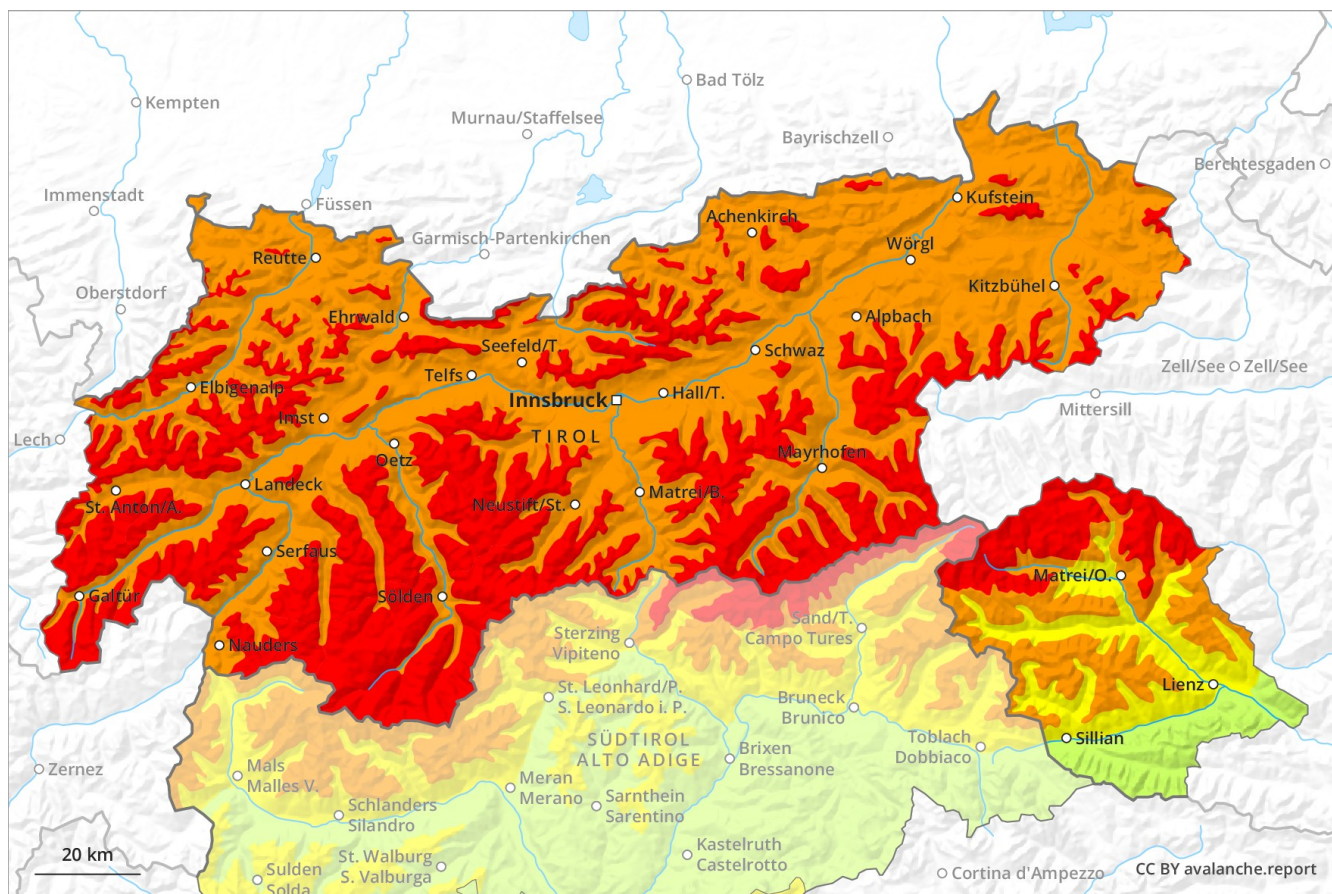 Bad Tölz
Kempten
Murnau/Staffelsee
Bayrischzell
Berchtesgaden
Immenstadt
Füssen
Kufstein
Achenkirch
Garmisch-Partenkirchen
Wörgl
Reutte
Kitzbühel
Oberstdorf
Ehrwald
Alpbach
Seefeld/T.
Schwaz
Zell/See
Zell/See
Telfs
Elbigenalp
Hall/T.
Innsbruck
Mittersill
Imst
TIROL
Lech
Oetz
Mayrhofen
Landeck
Matrei/B.
St. Anton/A.
Neustift/St.
Serfaus
Matrei/O.
Galtür
Sölden
Sand/T.
Campo Tures
Sterzing
Vipiteno
Nauders
Lienz
St. Leonhard/P.
S. Leonardo i. P.
Bruneck
Brunico
Sillian
SÜDTIROL
ALTO ADIGE
Toblach
Dobbiaco
Brixen
Bressanone
Zernez
Mals
Malles V.
Meran
Merano
Sarnthein
Sarentino
Schlanders
Silandro
Kastelruth
Castelrotto
20 km
St. Walburg
S. Valburga
Sulden
Solda
Cortina d'Ampezzo
CC BY avalanche.report